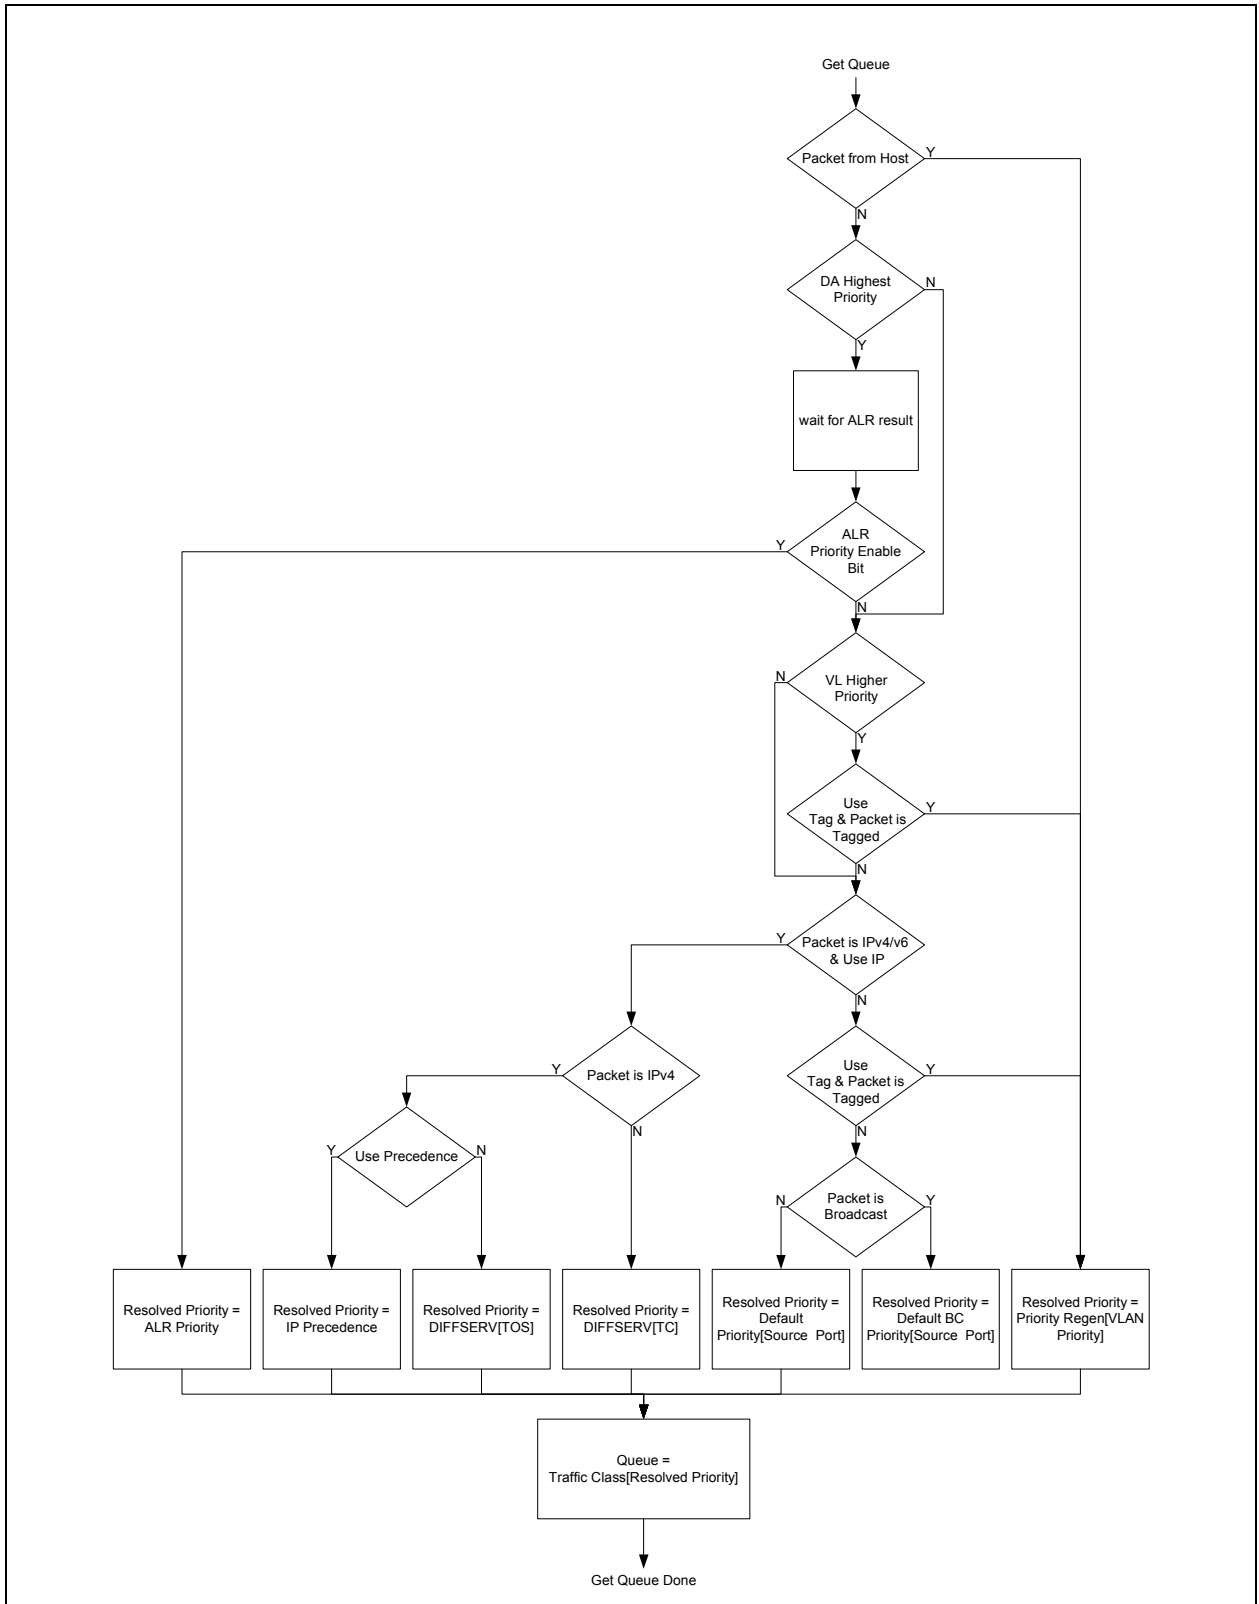 Get Queue
Packet from Host
Y
N
DA Highest
Priority
N
Y
wait for ALR result
ALR
Priority Enable
Bit
Y
N
VL Higher
Priority
N
Y
Use
Tag & Packet is
Tagged
Y
N
Packet is IPv4/v6
& Use IP
Y
N
Packet is IPv4
Y
N
Use
Tag & Packet is
Tagged
Y
N
Use Precedence
Y
N
Packet is
Broadcast
N
Y
Resolved Priority =
ALR Priority
Resolved Priority =
IP Precedence
Resolved Priority =
DIFFSERV[TOS]
Resolved Priority =
DIFFSERV[TC]
Resolved Priority =
Default
Priority[Source Port]
Resolved Priority =
Default BC
Priority[Source Port]
Resolved Priority =
Priority Regen[VLAN
Priority]
Queue =
Traffic Class[Resolved Priority]
Get Queue Done